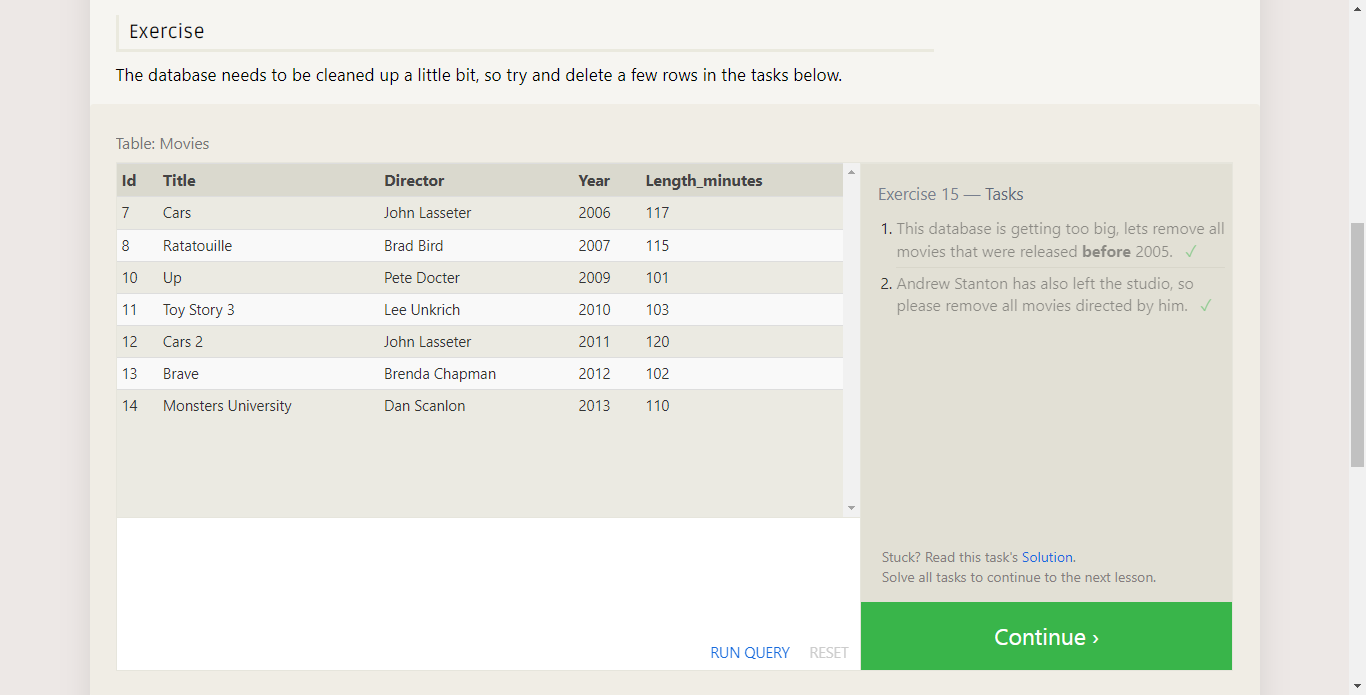 Exercise
The database needs to be cleaned up a little bit, so try and delete a few rows in the tasks below.
Table: Movies
Id Title Director Year Length_minutes
7 Cars John Lasseter 2006 117
8 Ratatouille Brad Bird 2007 115
10 Up Pete Docter 2009 101
11 Toy Story 3 Lee Unkrich 2010 103
12 Cars 2 John Lasseter 2011 120
13 Brave Brenda Chapman 2012 102
14 Monsters University Dan Scanlon 2013 110
RUN QUERY RESET
Exercise 15 — Tasks
1. This database is getting too big, lets remove all
movies that were released before 2005. ✓
2. Andrew Stanton has also left the studio, so
please remove all movies directed by him. ✓
Stuck? Read this task's Solution.
Solve all tasks to continue to the next lesson.
Continue ›